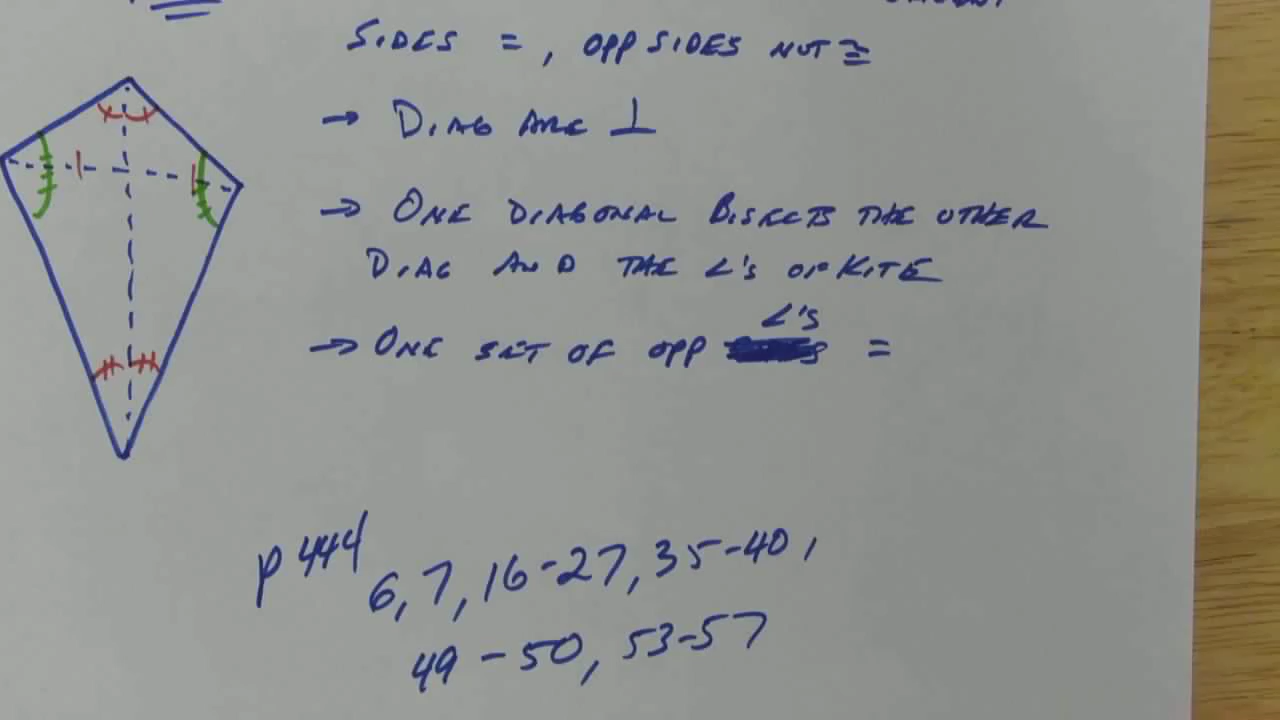 SIDES = , OPP SIDES NOT ≅
→ DIAG ARE ⊥
→ ONE DIAGONAL BISECTS THE OTHER
DIAG AND THE ∠'s OF KITE
→ ONE SET OF OPP ∠'s =
p 444
6, 7, 16-27, 35-40,
49-50, 53-57